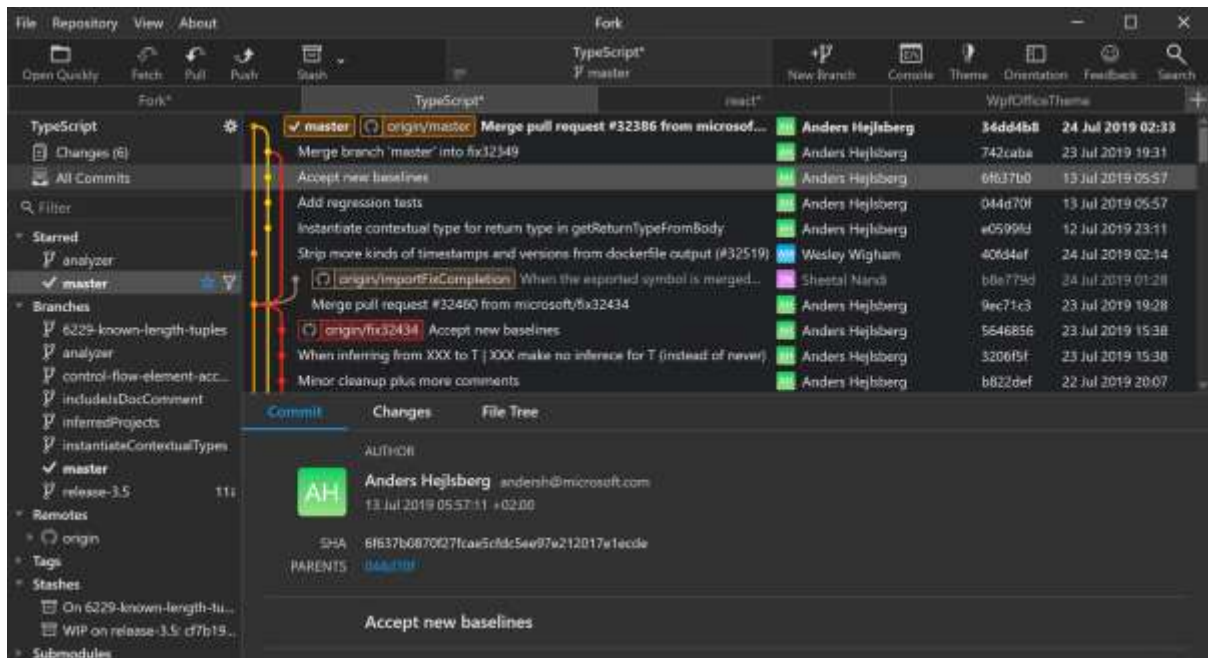 File Repository View About Fork
Open Quickly Fetch Pull Push Stash TypeScript* master New Branch Console Theme Orientation Feedback Search
Fork* TypeScript* react* WpfOfficeTheme
TypeScript
Changes (6)
All Commits
Filter
Starred
analyzer
master
Branches
6229-known-length-tuples
analyzer
control-flow-element-acc...
includeJsDocComment
inferredProjects
instantiateContextualTypes
master
release-3.5 11↓
Remotes
origin
Tags
Stashes
On 6229-known-length-tu...
WIP on release-3.5: cf7b19...
Submodules
master origin/master Merge pull request #32386 from microsof... AH Anders Hejlsberg 34dd4b8 24 Jul 2019 02:33
Merge branch 'master' into fix32349 AH Anders Hejlsberg 742caba 23 Jul 2019 19:31
Accept new baselines AH Anders Hejlsberg 6f637b0 13 Jul 2019 05:57
Add regression tests AH Anders Hejlsberg 044d70f 13 Jul 2019 05:57
Instantiate contextual type for return type in getReturnTypeFromBody AH Anders Hejlsberg e0599fd 12 Jul 2019 23:11
Strip more kinds of timestamps and versions from dockerfile output (#32519) WW Wesley Wigham 40fd4ef 24 Jul 2019 02:14
origin/importFixCompletion When the exported symbol is merged... Sheetal Nandi b8e779d 24 Jul 2019 01:28
Merge pull request #32460 from microsoft/fix32434 AH Anders Hejlsberg 9ec71c3 23 Jul 2019 19:28
origin/fix32434 Accept new baselines AH Anders Hejlsberg 5646856 23 Jul 2019 15:38
When inferring from XXX to T | XXX make no inferece for T (instead of never) AH Anders Hejlsberg 3206f5f 23 Jul 2019 15:38
Minor cleanup plus more comments AH Anders Hejlsberg b822def 22 Jul 2019 20:07
Commit Changes File Tree
AUTHOR
AH Anders Hejlsberg andersh@microsoft.com
13 Jul 2019 05:57:11 +02:00
SHA 6f637b0870f27fcae5cfdc5ee97e212017e1ecde
PARENTS 044d70f
Accept new baselines